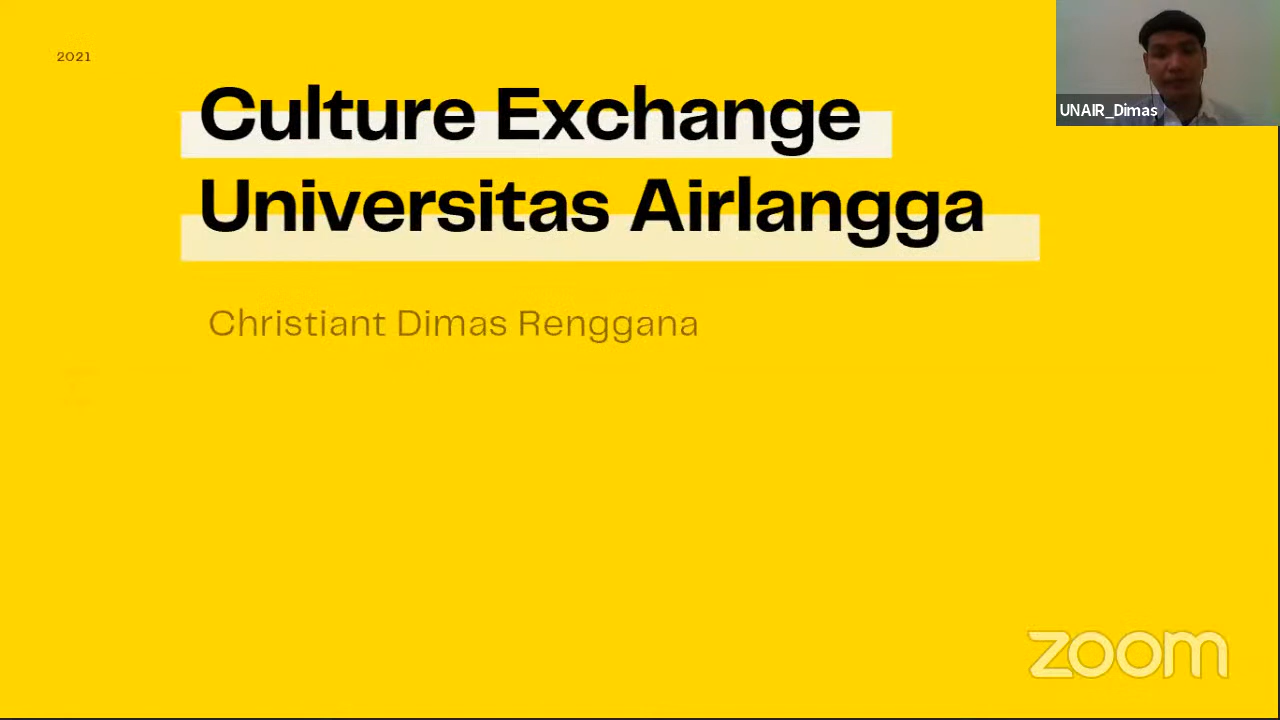 2021
Culture Exchange
Universitas Airlangga
Christiant Dimas Renggana
UNAIR_Dimas
zoom